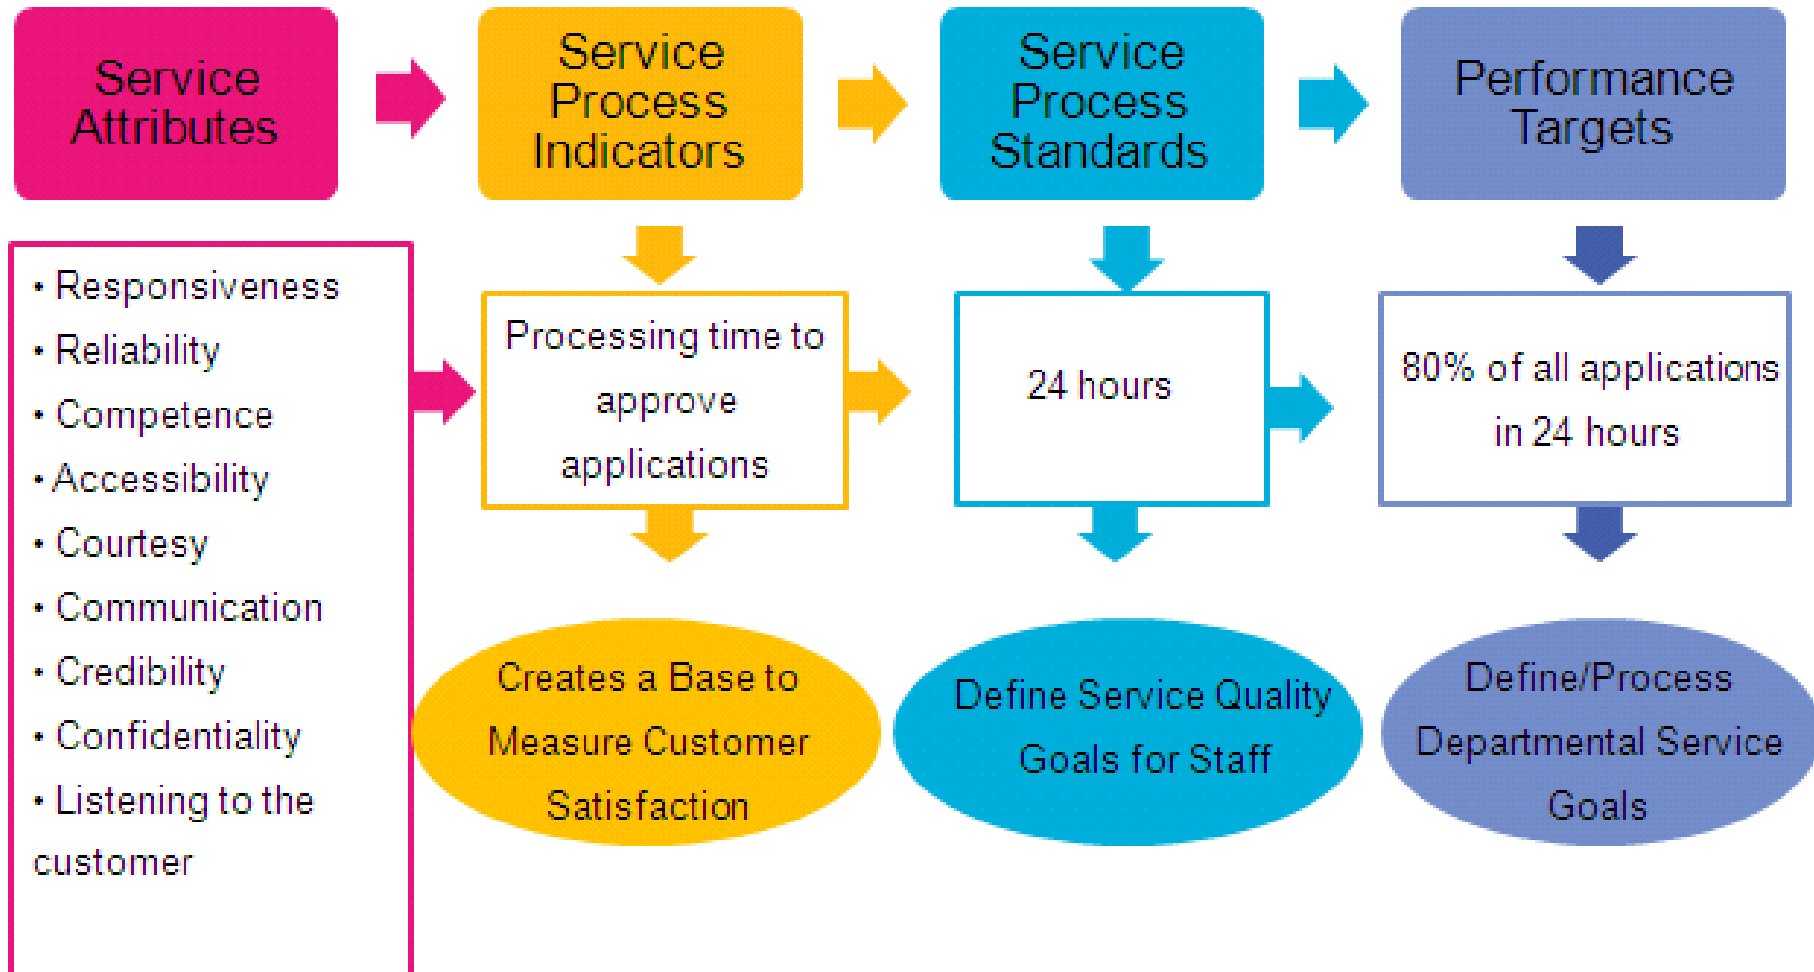 Service
Attributes
Service
Process
Indicators
Service
Process
Standards
Performance
Targets
• Responsiveness
• Reliability
• Competence
• Accessibility
• Courtesy
• Communication
• Credibility
• Confidentiality
• Listening to the
customer
Processing time to
approve
applications
24 hours
80% of all applications
in 24 hours
Creates a Base to
Measure Customer
Satisfaction
Define Service Quality
Goals for Staff
Define/Process
Departmental Service
Goals